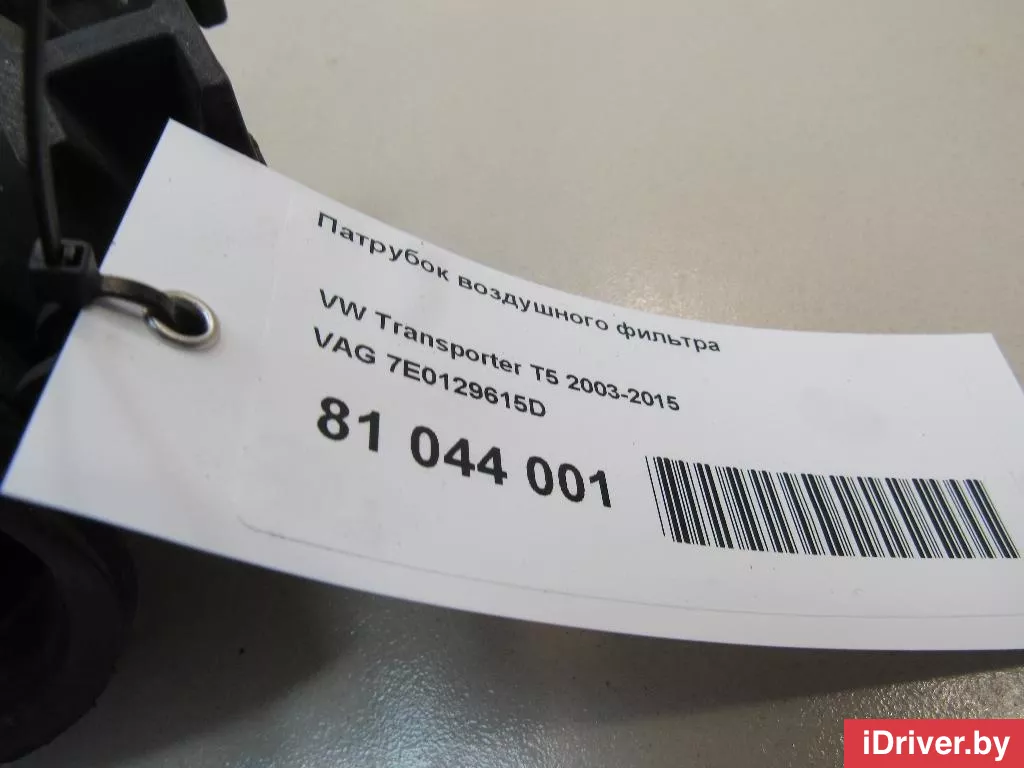 Патрубок воздушного фильтра
VW Transporter T5 2003-2015
VAG 7E0129615D
81 044 001
iDriver.by